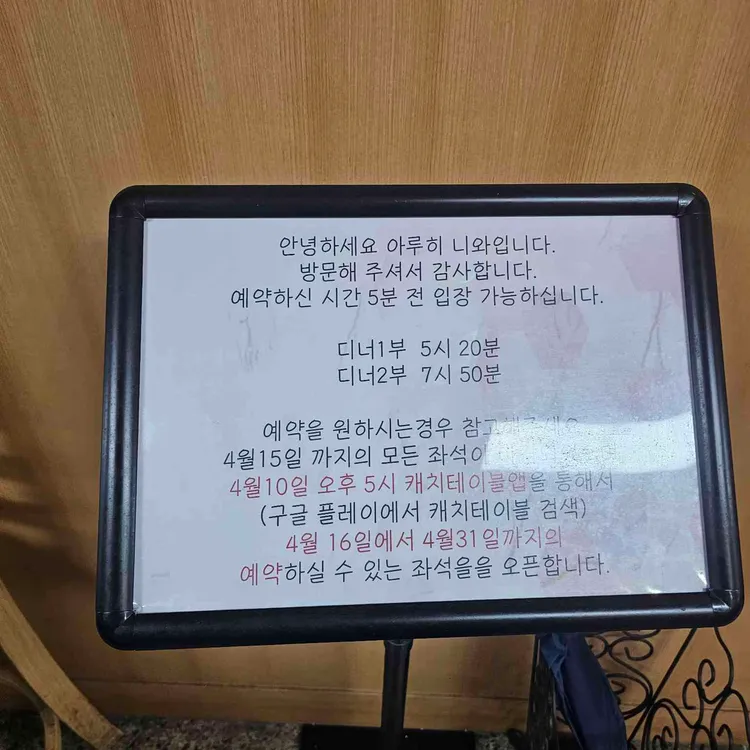 안녕하세요 아루히 니와입니다.
방문해 주셔서 감사합니다.
예약하신 시간 5분 전 입장 가능하십니다.
디너1부 5시 20분
디너2부 7시 50분
예약을 원하시는경우
4월15일 까지의 모든
4월10일 오후 5시 캐치테이블앱을 통해서
(구글 플레이에서 캐치테이블 검색)
4월 16일에서 4월31일까지의
예약하실 수 있는 좌석을을 오픈합니다.